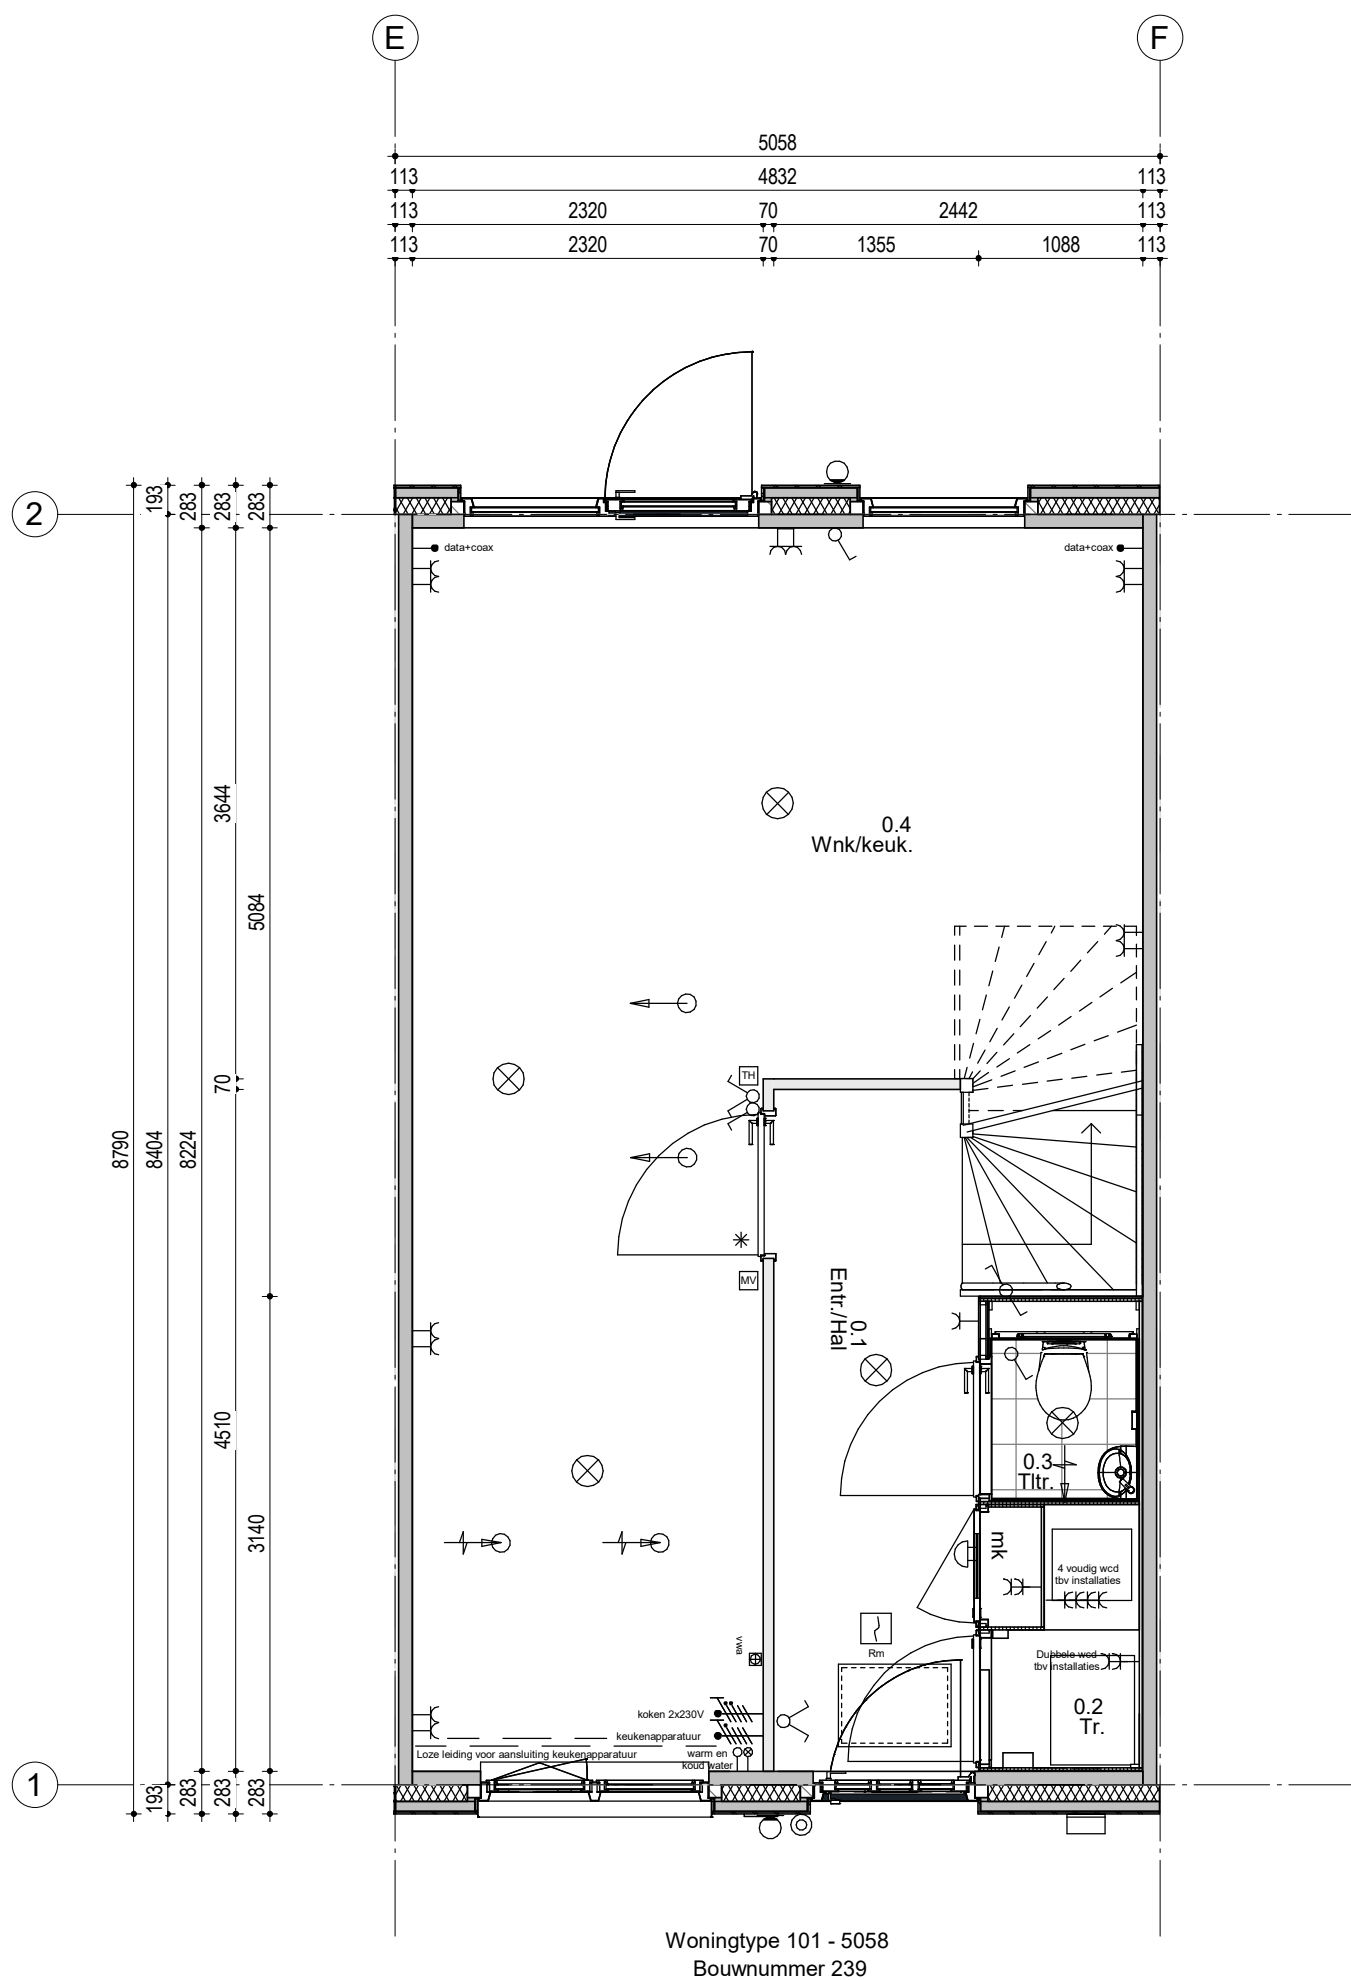 E
F
5058
113
4832
113
113
2320
70
2442
113
113
2320
70
1355
1088
113
2
193
283
283
283
data+coax
data+coax
3644
0.4
Wnk/keuk.
5084
70
TH
8790
8404
8224
MV
0.1
Entr./Hal
4510
0.3
Tltr.
3140
mk
4 voudig wcd
tbv installaties
Rm
vwa
Dubbele wcd
tbv installaties
0.2
Tr.
koken 2x230V
keukenapparatuur
Loze leiding voor aansluiting keukenapparatuur
warm en
koud water
1
193
283
283
283
Woningtype 101 - 5058
Bouwnummer 239